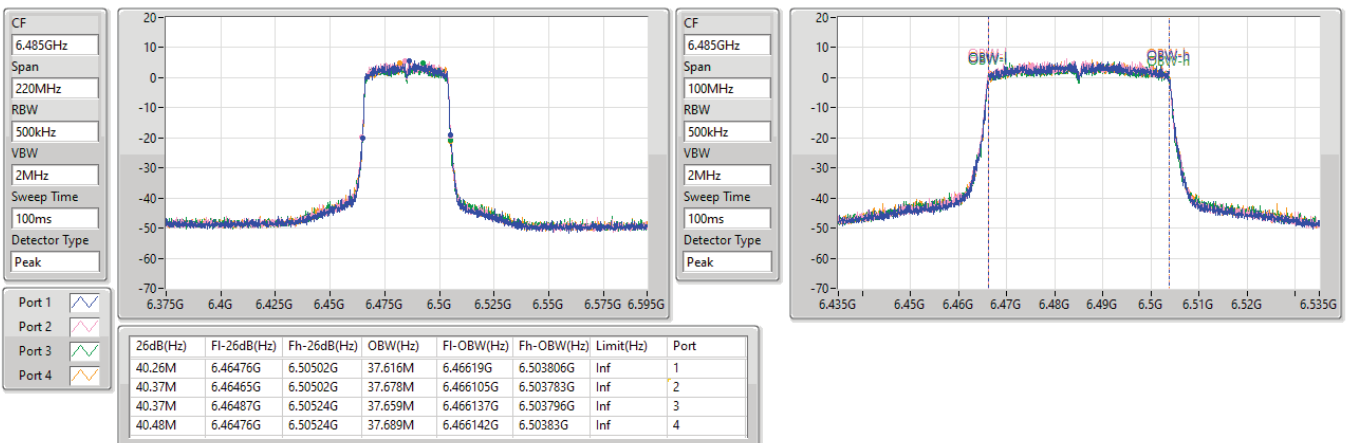 CF
6.485GHz
Span
220MHz
RBW
500kHz
VBW
2MHz
Sweep Time
100ms
Detector Type
Peak
20
10
0
-10
-20
-30
-40
-50
-60
-70
6.375G 6.4G 6.425G 6.45G 6.475G 6.5G 6.525G 6.55G 6.575G 6.595G
CF
6.485GHz
Span
100MHz
RBW
500kHz
VBW
2MHz
Sweep Time
100ms
Detector Type
Peak
20
10
0
-10
-20
-30
-40
-50
-60
-70
OBW-l OBW-h
6.435G 6.45G 6.46G 6.47G 6.48G 6.49G 6.5G 6.51G 6.52G 6.535G
Port 1
Port 2
Port 3
Port 4
26dB(Hz) Fl-26dB(Hz) Fh-26dB(Hz) OBW(Hz) Fl-OBW(Hz) Fh-OBW(Hz) Limit(Hz) Port
40.26M 6.46476G 6.50502G 37.616M 6.46619G 6.503806G Inf 1
40.37M 6.46465G 6.50502G 37.678M 6.466105G 6.503783G Inf 2
40.37M 6.46487G 6.50524G 37.659M 6.466137G 6.503796G Inf 3
40.48M 6.46476G 6.50524G 37.689M 6.466142G 6.50383G Inf 4